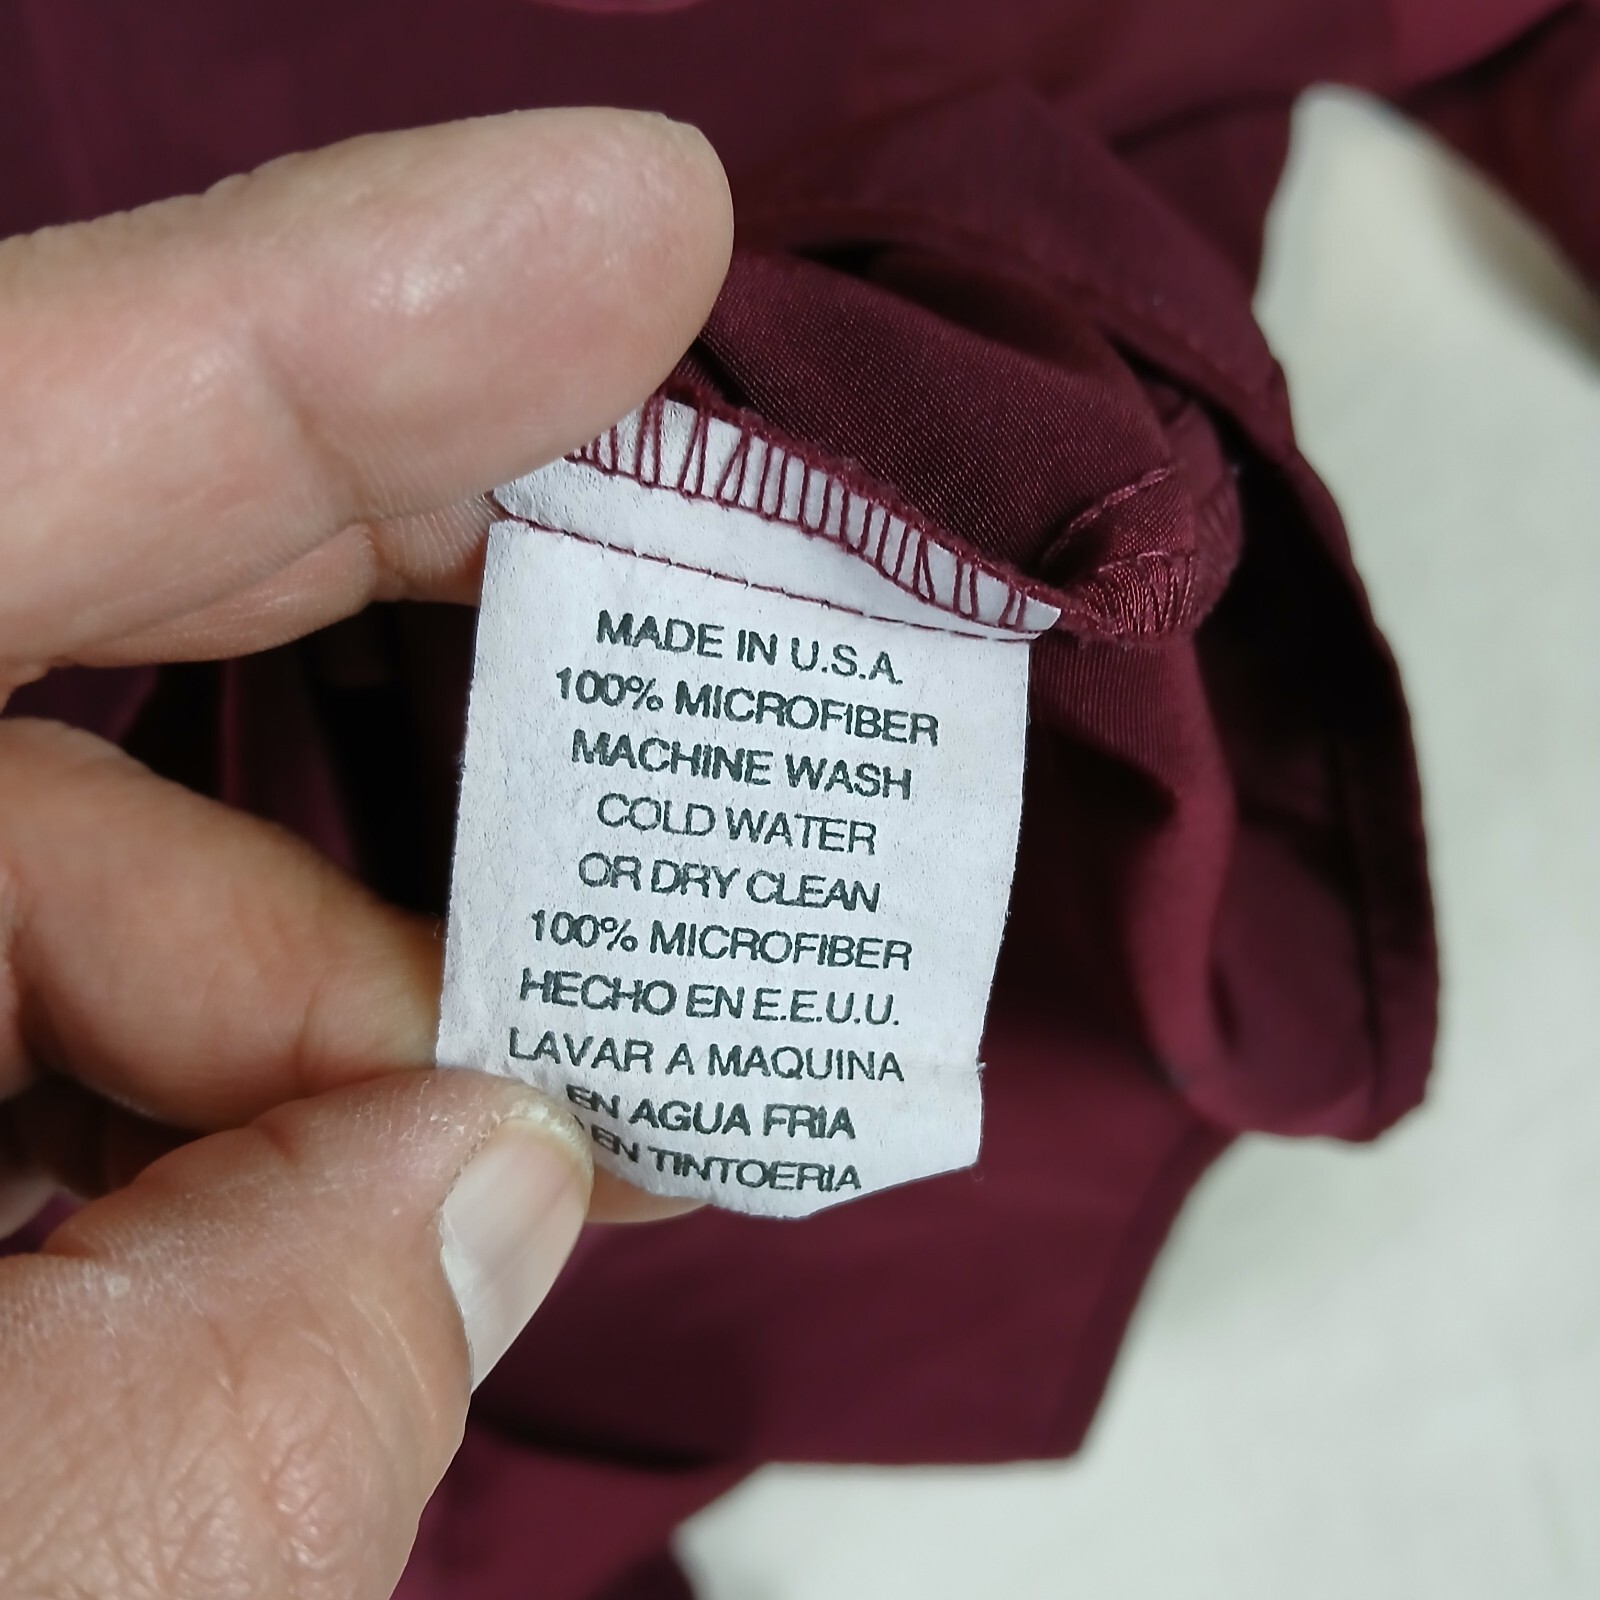 MADE IN U.S.A.
100% MICROFIBER
MACHINE WASH
COLD WATER
OR DRY CLEAN
100% MICROFIBER
HECHO EN E.E.U.U.
LAVAR A MAQUINA
EN AGUA FRIA
EN TINTOERIA